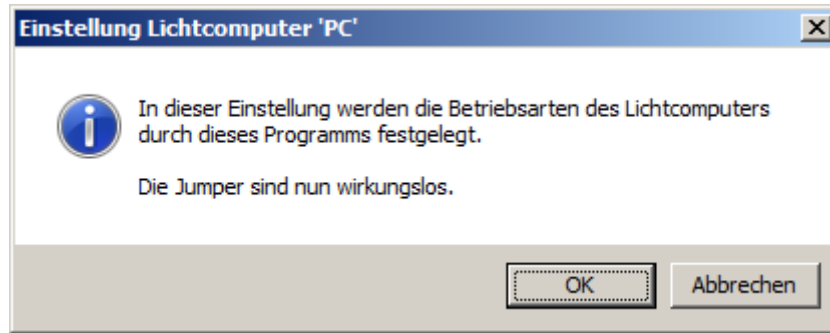 Einstellung Lichtcomputer 'PC'
In dieser Einstellung werden die Betriebsarten des Lichtcomputers
durch dieses Programms festgelegt.
Die Jumper sind nun wirkungslos.
OK
Abbrechen